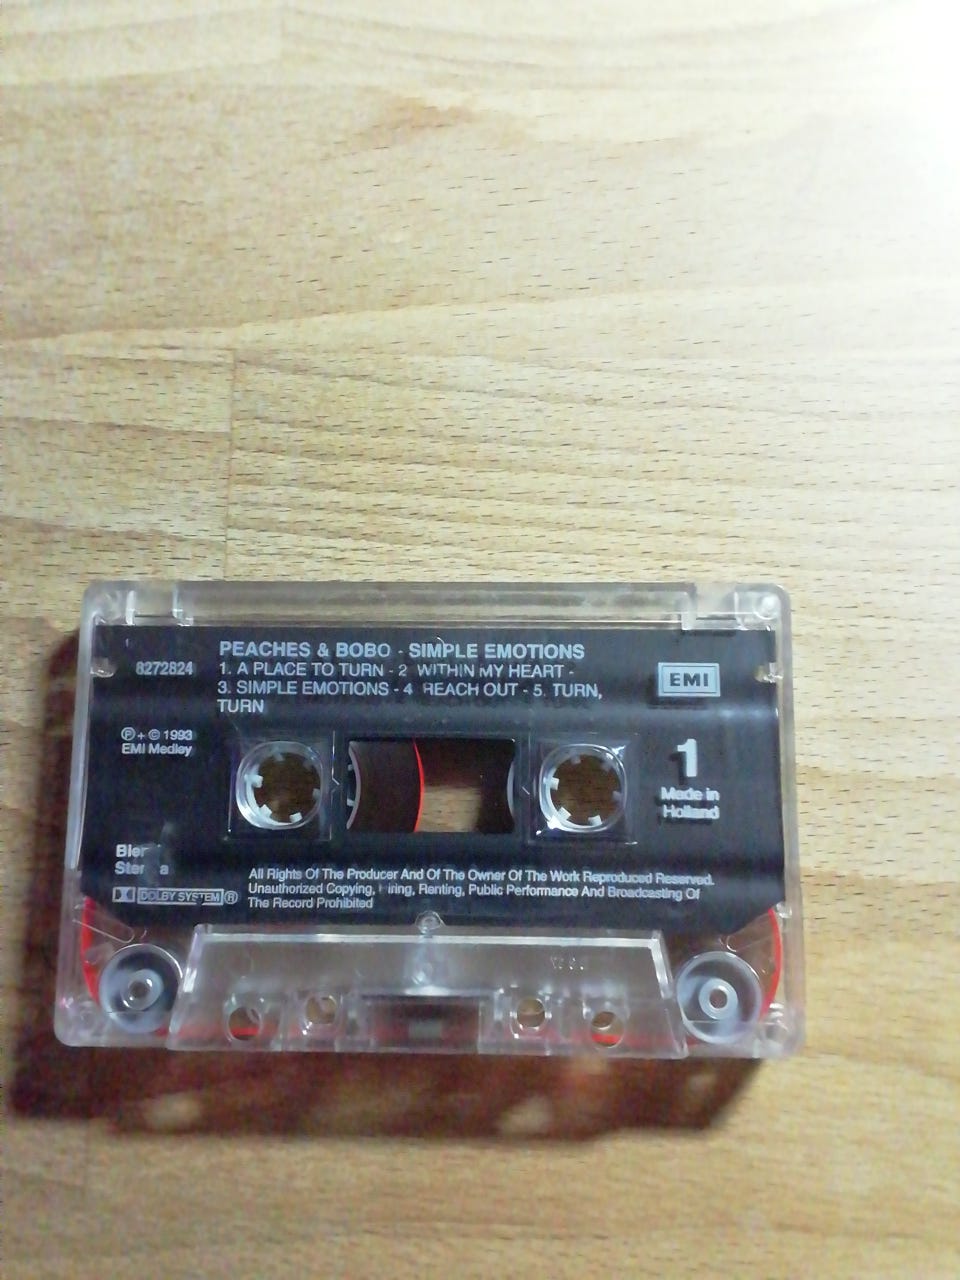 PEACHES & BOBO - SIMPLE EMOTIONS
8272824
1. A PLACE TO TURN - 2 WITHIN MY HEART -
3. SIMPLE EMOTIONS - 4 REACH OUT - 5. TURN,
TURN
EMI
℗ + © 1993
EMI Medley
1
Made in
Holland
DOLBY SYSTEM ®
All Rights Of The Producer And Of The Owner Of The Work Reproduced Reserved.
Unauthorized Copying, Hiring, Renting, Public Performance And Broadcasting Of
The Record Prohibited